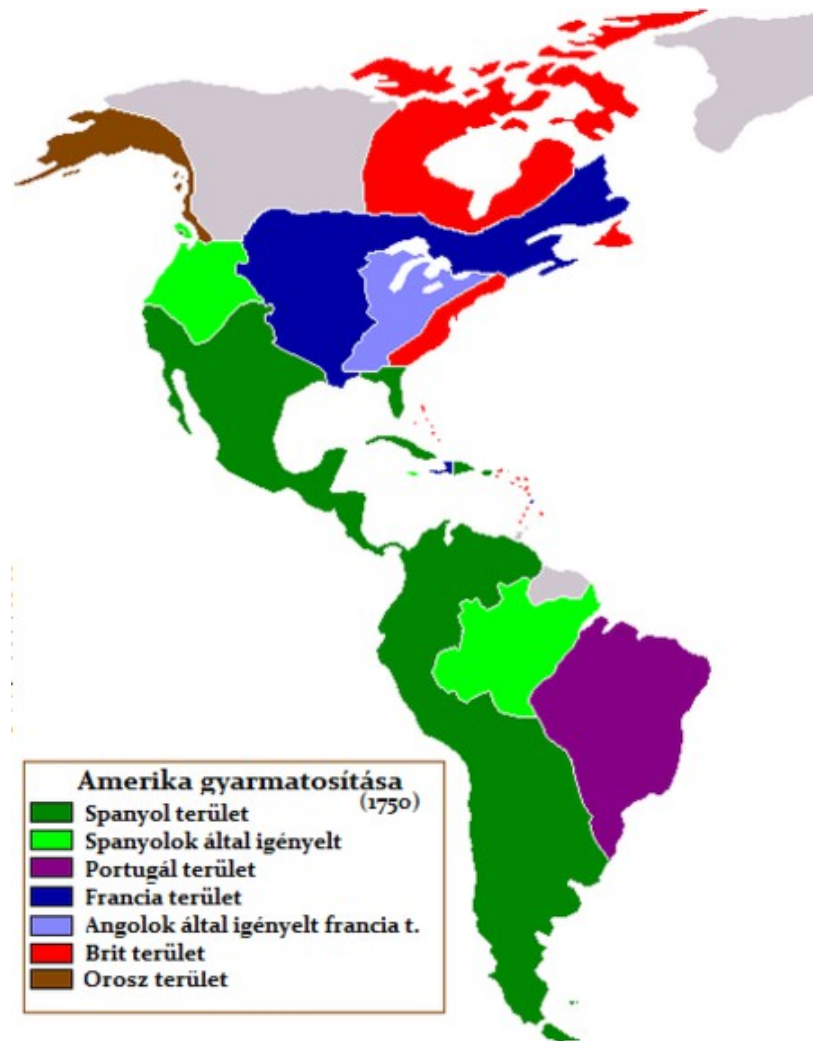 Amerika gyarmatosítása
(1750)
Spanyol terület
Spanyolok által igényelt
Portugál terület
Francia terület
Angolok által igényelt francia t.
Brit terület
Orosz terület